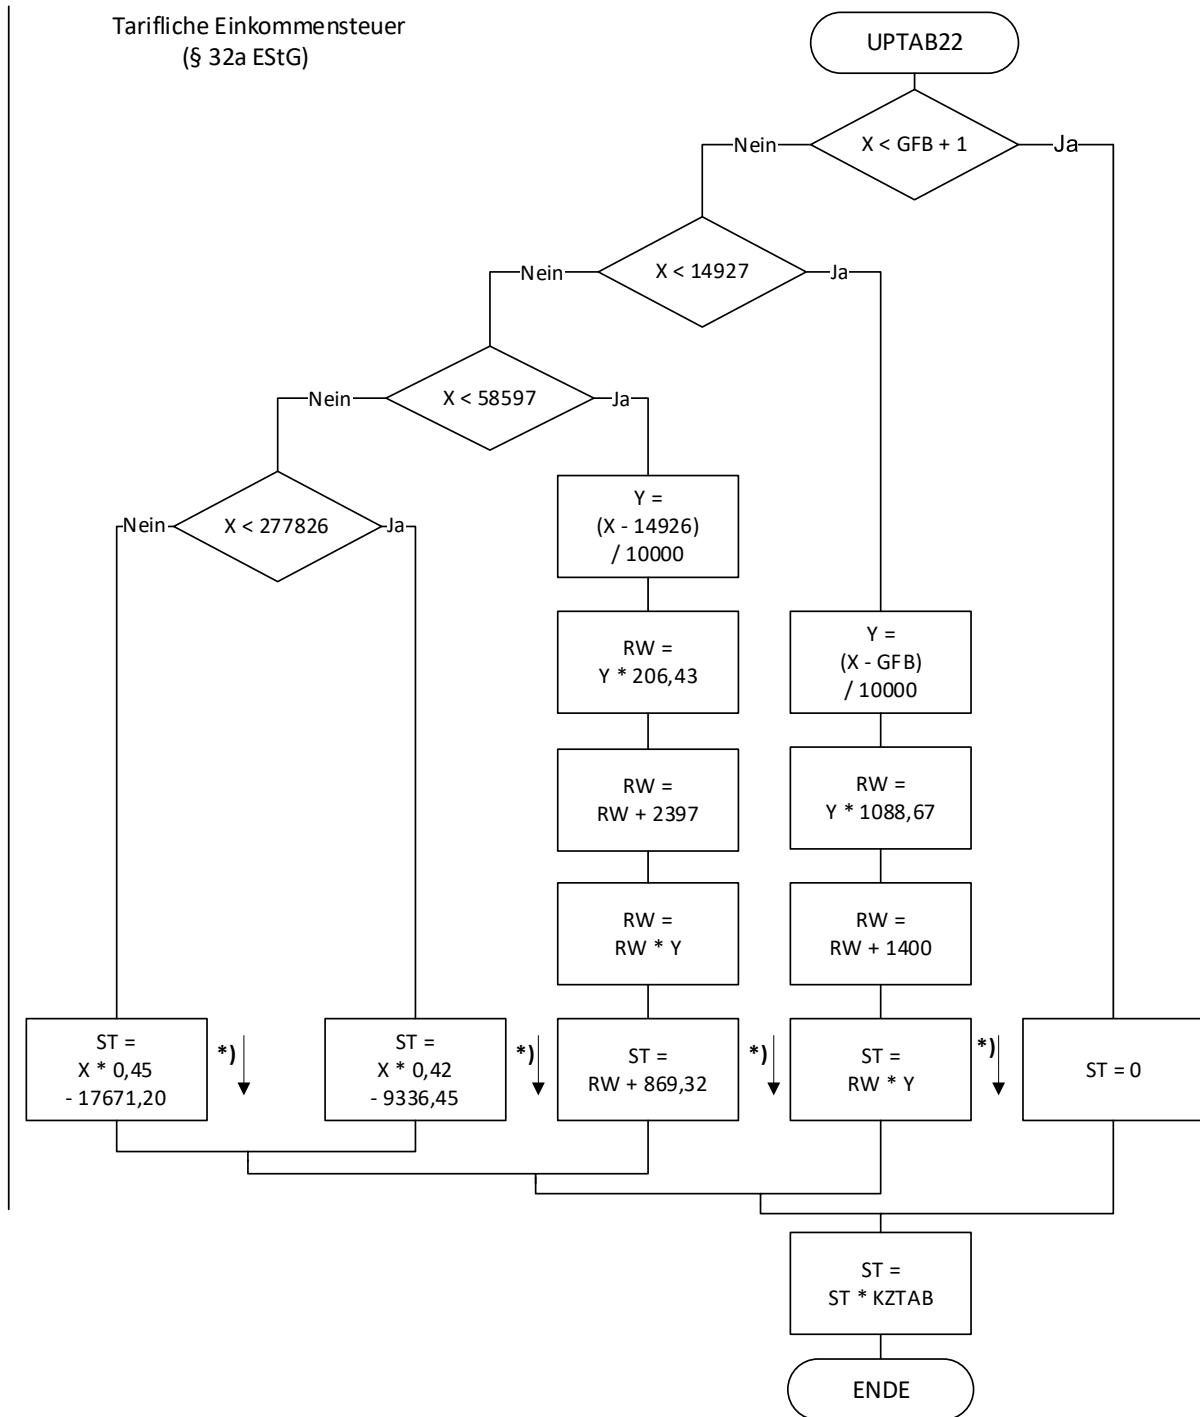 Tarifliche Einkommensteuer
(§ 32a EStG)
UPTAB22
X < GFB + 1
Nein
Ja
X < 14927
Nein
Ja
X < 58597
Nein
Ja
X < 277826
Nein
Ja
Y =
(X - 14926)
/ 10000
RW =
Y * 206,43
RW =
RW + 2397
RW =
RW * Y
Y =
(X - GFB)
/ 10000
RW =
Y * 1088,67
RW =
RW + 1400
ST =
X * 0,45
- 17671,20
*)
ST =
X * 0,42
- 9336,45
*)
ST =
RW + 869,32
*)
ST =
RW * Y
*)
ST = 0
ST =
ST * KZTAB
ENDE